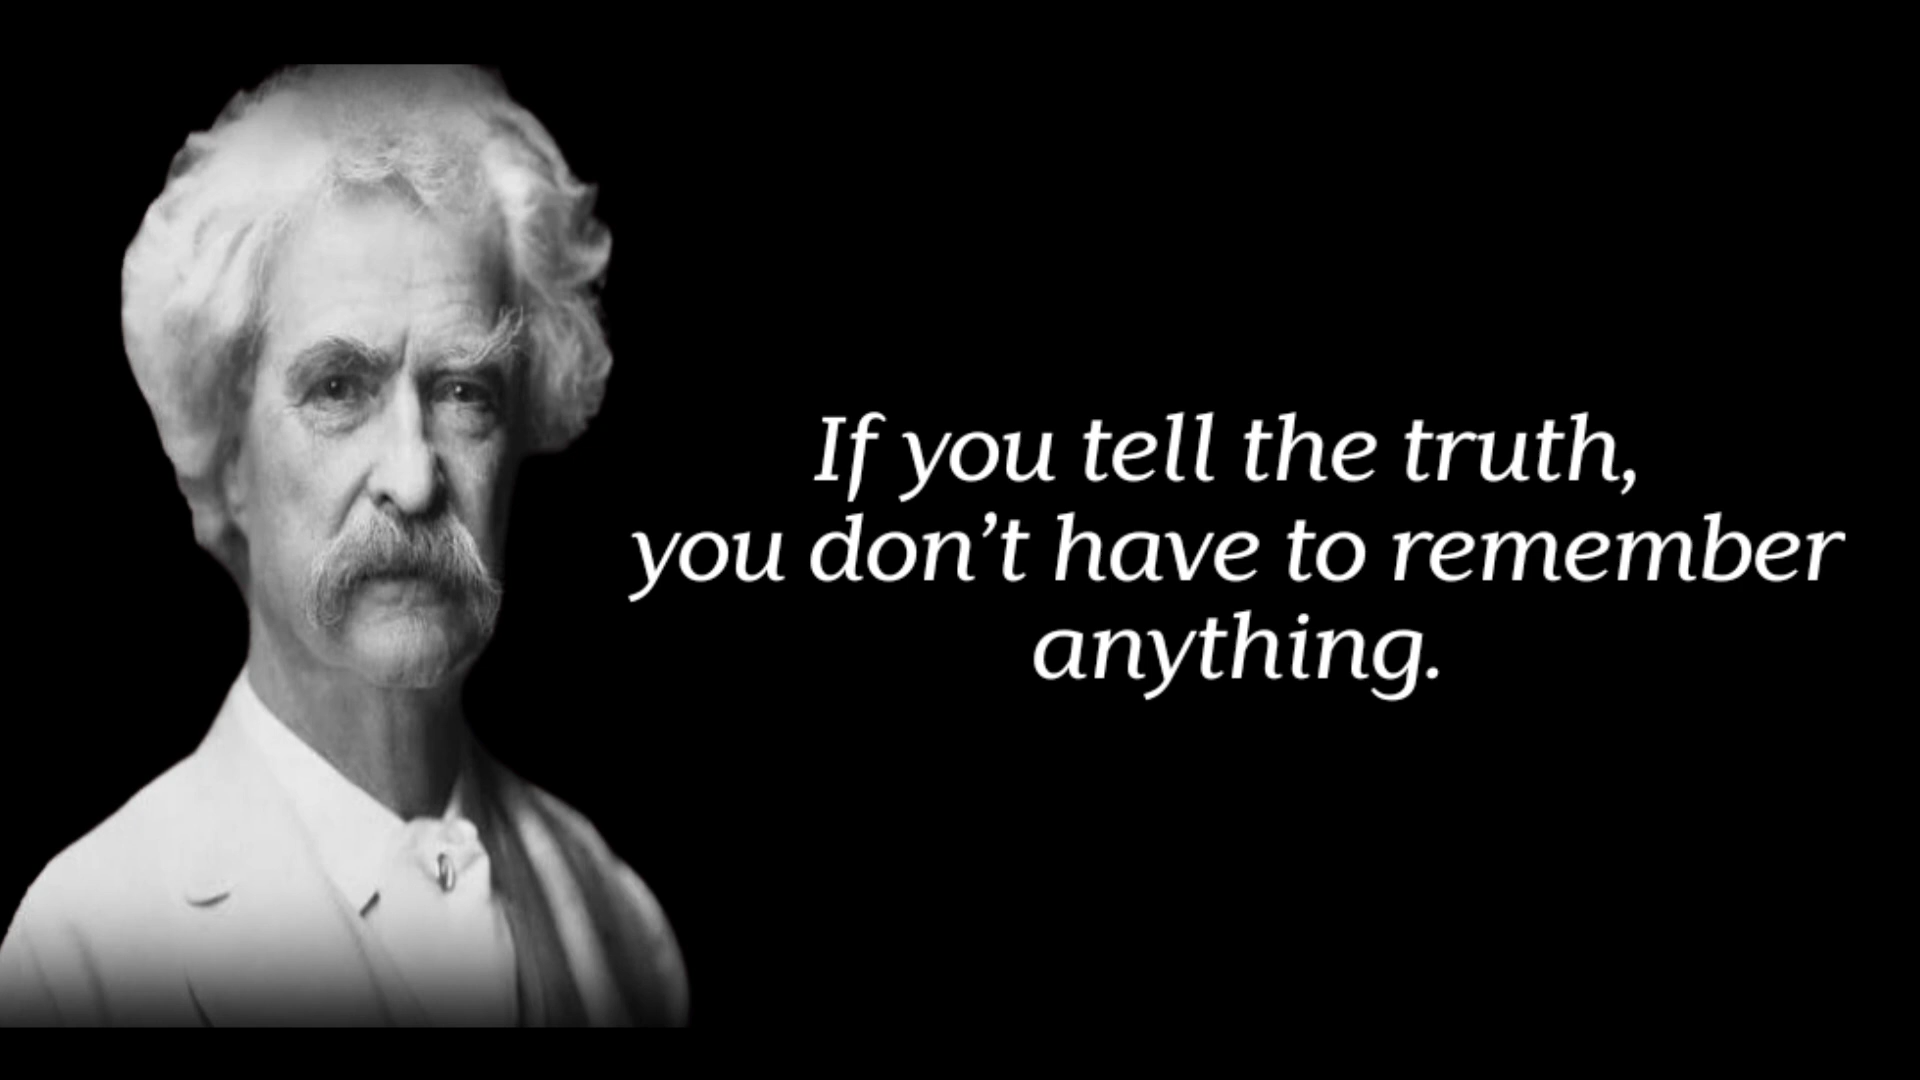 If you tell the truth,
you don’t have to remember
anything.